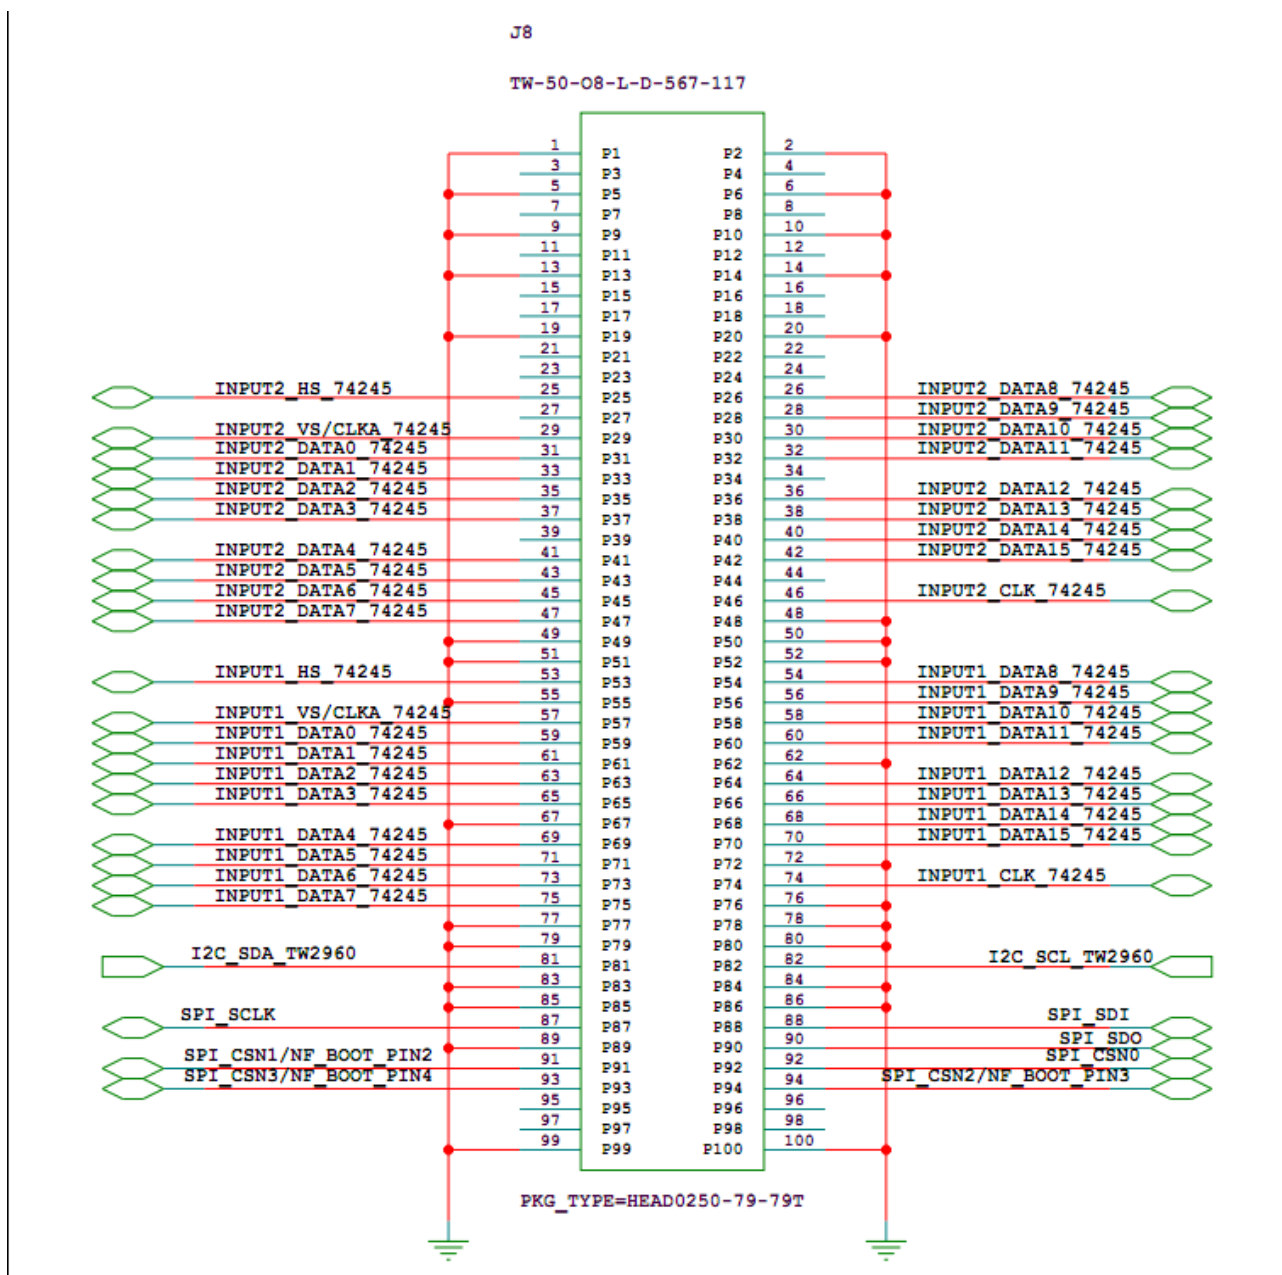 J8
TW-50-O8-L-D-567-117
1 P1 P2 2
3 P3 P4 4
5 P5 P6 6
7 P7 P8 8
9 P9 P10 10
11 P11 P12 12
13 P13 P14 14
15 P15 P16 16
17 P17 P18 18
19 P19 P20 20
21 P21 P22 22
23 P23 P24 24
INPUT2_HS_74245 25 P25 P26 26 INPUT2_DATA8_74245
27 P27 P28 28 INPUT2_DATA9_74245
INPUT2_VS/CLKA_74245 29 P29 P30 30 INPUT2_DATA10_74245
INPUT2_DATA0_74245 31 P31 P32 32 INPUT2_DATA11_74245
INPUT2_DATA1_74245 33 P33 P34 34
INPUT2_DATA2_74245 35 P35 P36 36 INPUT2_DATA12_74245
INPUT2_DATA3_74245 37 P37 P38 38 INPUT2_DATA13_74245
39 P39 P40 40 INPUT2_DATA14_74245
INPUT2_DATA4_74245 41 P41 P42 42 INPUT2_DATA15_74245
INPUT2_DATA5_74245 43 P43 P44 44
INPUT2_DATA6_74245 45 P45 P46 46 INPUT2_CLK_74245
INPUT2_DATA7_74245 47 P47 P48 48
49 P49 P50 50
51 P51 P52 52
INPUT1_HS_74245 53 P53 P54 54 INPUT1_DATA8_74245
55 P55 P56 56 INPUT1_DATA9_74245
INPUT1_VS/CLKA_74245 57 P57 P58 58 INPUT1_DATA10_74245
INPUT1_DATA0_74245 59 P59 P60 60 INPUT1_DATA11_74245
INPUT1_DATA1_74245 61 P61 P62 62
INPUT1_DATA2_74245 63 P63 P64 64 INPUT1_DATA12_74245
INPUT1_DATA3_74245 65 P65 P66 66 INPUT1_DATA13_74245
67 P67 P68 68 INPUT1_DATA14_74245
INPUT1_DATA4_74245 69 P69 P70 70 INPUT1_DATA15_74245
INPUT1_DATA5_74245 71 P71 P72 72
INPUT1_DATA6_74245 73 P73 P74 74 INPUT1_CLK_74245
INPUT1_DATA7_74245 75 P75 P76 76
77 P77 P78 78
79 P79 P80 80
I2C_SDA_TW2960 81 P81 P82 82 I2C_SCL_TW2960
83 P83 P84 84
85 P85 P86 86
SPI_SCLK 87 P87 P88 88 SPI_SDI
89 P89 P90 90 SPI_SDO
SPI_CSN1/NF_BOOT_PIN2 91 P91 P92 92 SPI_CSN0
SPI_CSN3/NF_BOOT_PIN4 93 P93 P94 94 SPI_CSN2/NF_BOOT_PIN3
95 P95 P96 96
97 P97 P98 98
99 P99 P100 100
PKG_TYPE=HEAD0250-79-79T